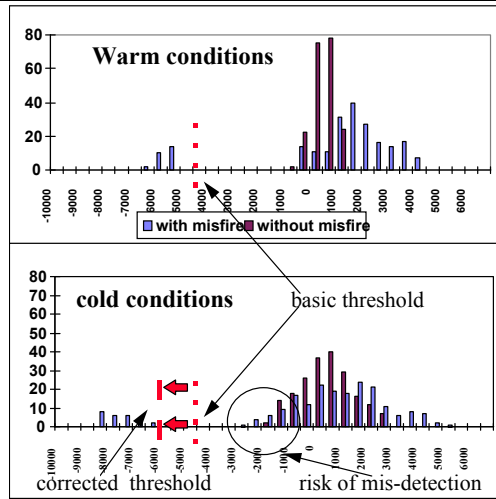 80
60
40
20
0
Warm conditions
-10000 -9000 -8000 -7000 -6000 -5000 -4000 -3000 -2000 -1000 0 1000 2000 3000 4000 5000 6000
with misfire without misfire
basic threshold
80
70
60
50
40
30
20
10
0
cold conditions
-10000 -9000 -8000 -7000 -6000 -5000 -4000 -3000 -2000 -1000 0 1000 2000 3000 4000 5000 6000
corrected threshold
risk of mis-detection